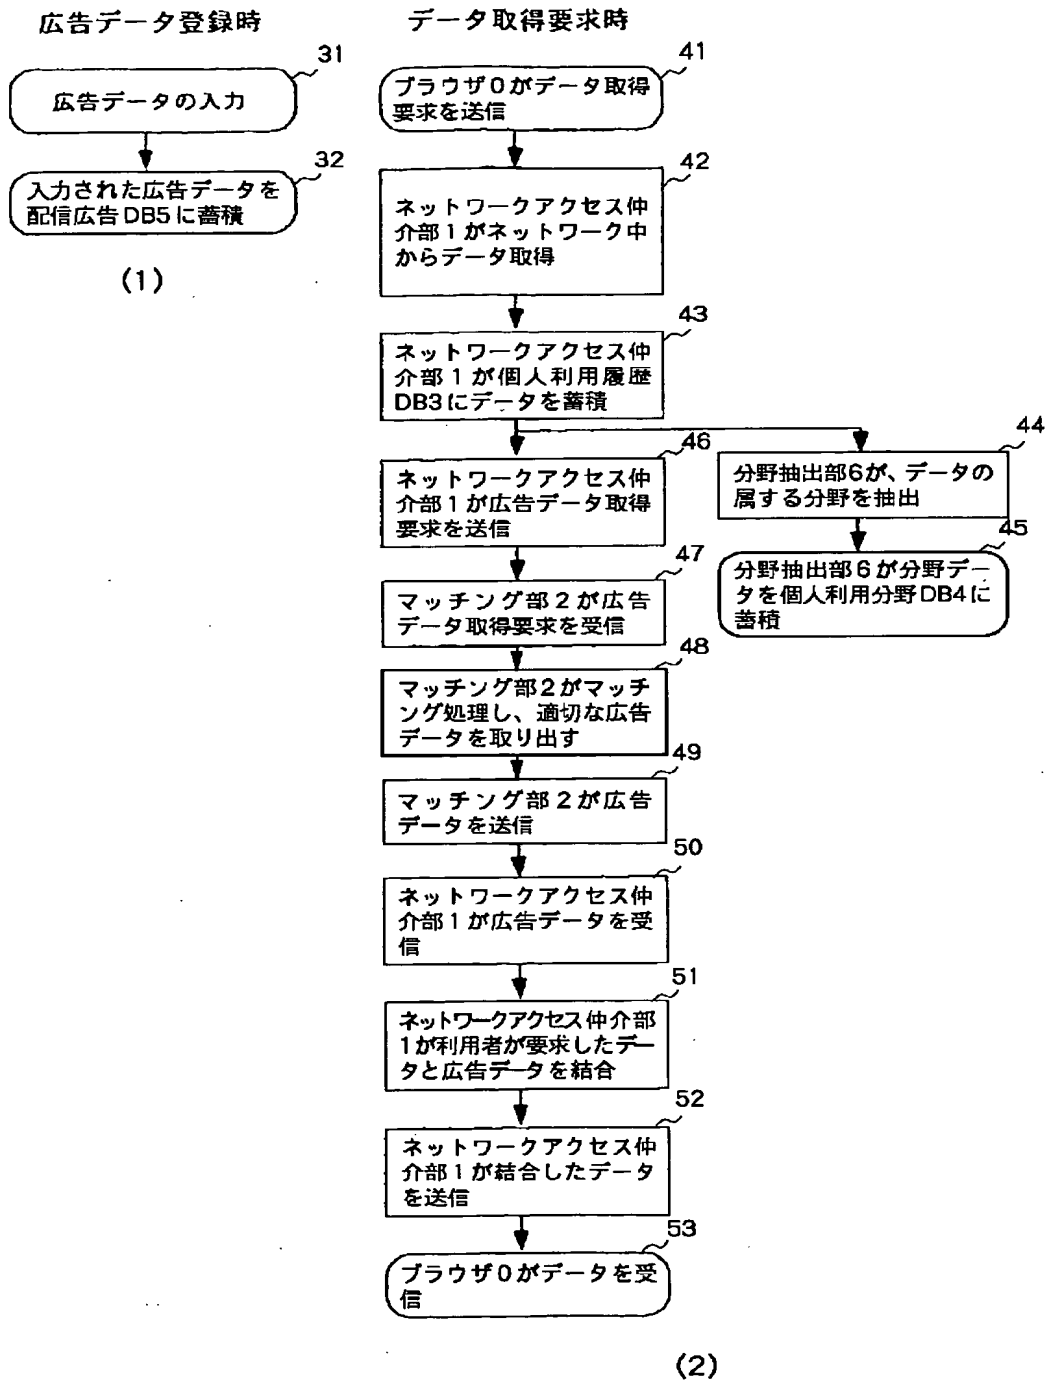 広告データ登録時
31
広告データの入力
32
入力された広告データを
配信広告DB5に蓄積
(1)
データ取得要求時
41
ブラウザ0がデータ取得
要求を送信
42
ネットワークアクセス仲
介部1がネットワーク中
からデータ取得
43
ネットワークアクセス仲
介部1が個人利用履歴
DB3にデータを蓄積
44
分野抽出部6が、データの
属する分野を抽出
45
分野抽出部6が分野デー
タを個人利用分野DB4に
蓄積
46
ネットワークアクセス仲
介部1が広告データ取得
要求を送信
47
マッチング部2が広告
データ取得要求を受信
48
マッチング部2がマッチ
ング処理し、適切な広告
データを取り出す
49
マッチング部2が広告
データを送信
50
ネットワークアクセス仲
介部1が広告データを受
信
51
ネットワークアクセス仲介部
1が利用者が要求したデー
タと広告データを結合
52
ネットワークアクセス仲
介部1が結合したデータ
を送信
53
ブラウザ0がデータを受
信
(2)